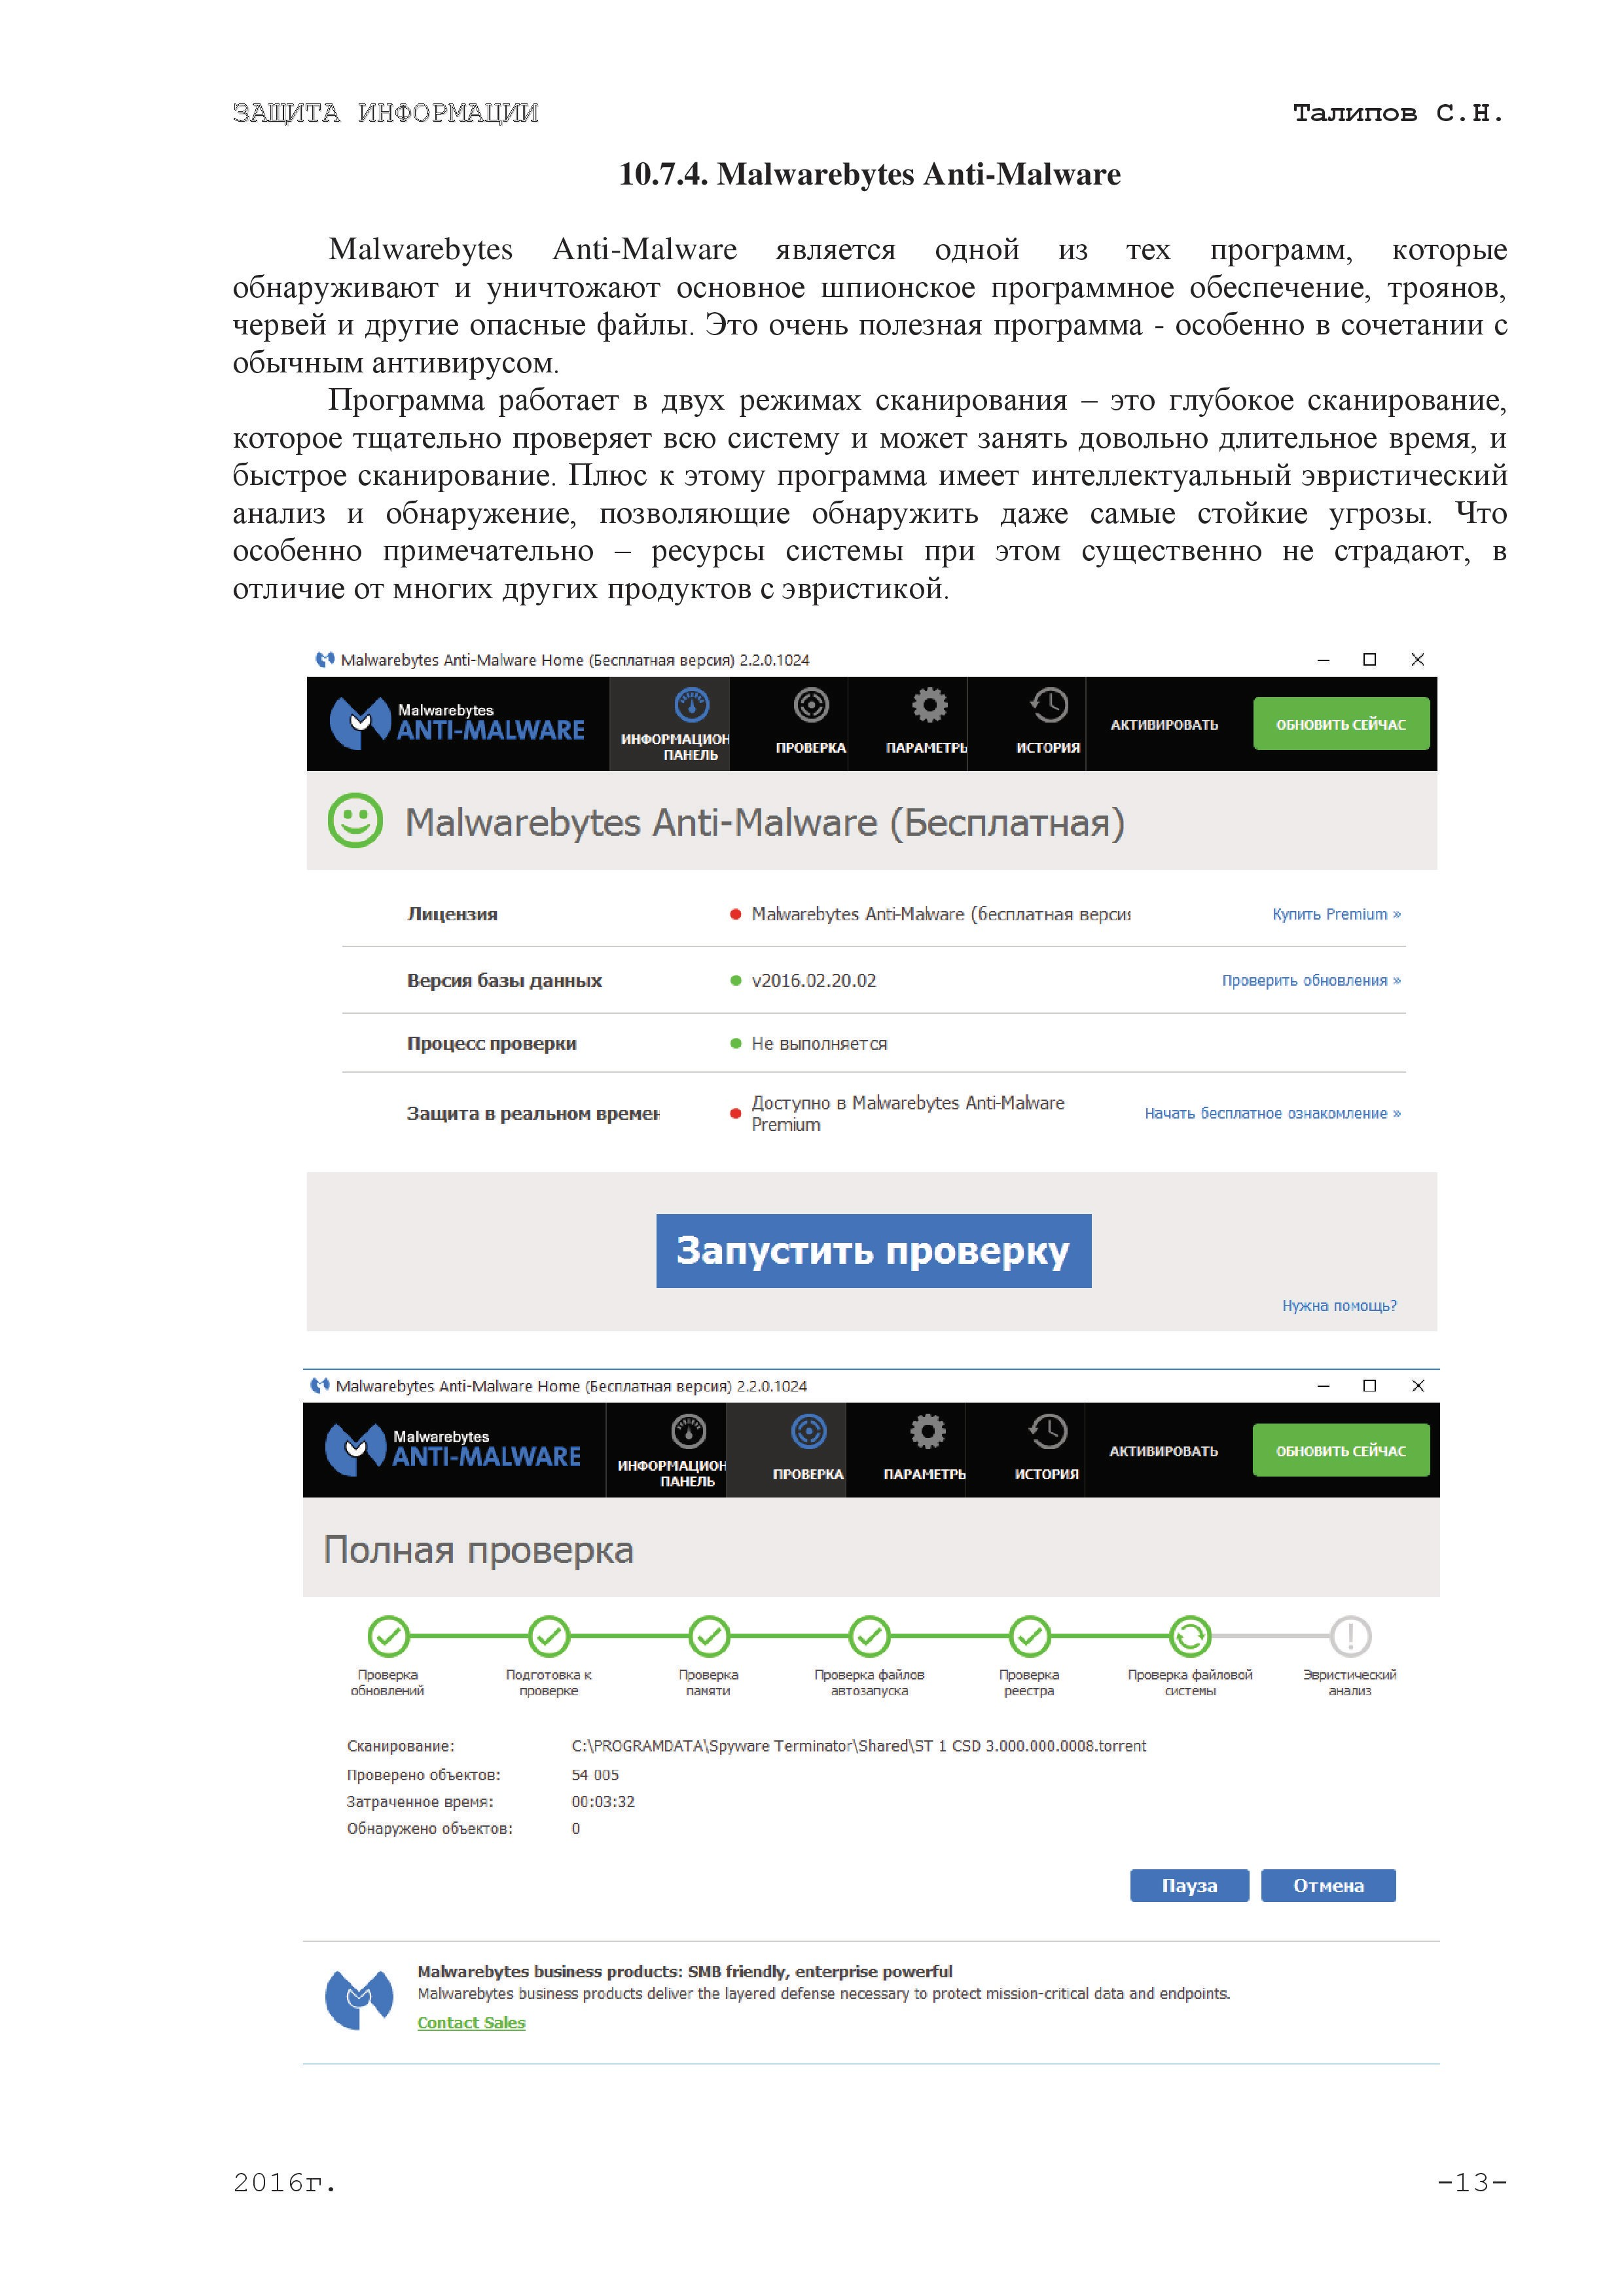 ЗАЩИТА ИНФОРМАЦИИ Талипов С.Н.
10.7.4. Malwarebytes Anti-Malware
Malwarebytes Anti-Malware является одной из тех программ, которые
обнаруживают и уничтожают основное шпионское программное обеспечение, троянов,
червей и другие опасные файлы. Это очень полезная программа - особенно в сочетании с
обычным антивирусом.
Программа работает в двух режимах сканирования – это глубокое сканирование,
которое тщательно проверяет всю систему и может занять довольно длительное время, и
быстрое сканирование. Плюс к этому программа имеет интеллектуальный эвристический
анализ и обнаружение, позволяющие обнаружить даже самые стойкие угрозы. Что
особенно примечательно – ресурсы системы при этом существенно не страдают, в
отличие от многих других продуктов с эвристикой.
Malwarebytes Anti-Malware Home (Бесплатная версия) 2.2.0.1024
Malwarebytes
ANTI-MALWARE
ИНФОРМАЦИОН
ПАНЕЛЬ
ПРОВЕРКА
ПАРАМЕТРЬ
ИСТОРИЯ
АКТИВИРОВАТЬ
ОБНОВИТЬ СЕЙЧАС
Malwarebytes Anti-Malware (Бесплатная)
Лицензия Malwarebytes Anti-Malware (бесплатная версия Купить Premium »
Версия базы данных v2016.02.20.02 Проверить обновления »
Процесс проверки Не выполняется
Защита в реальном времен Доступно в Malwarebytes Anti-Malware
Premium
Начать бесплатное ознакомление »
Запустить проверку
Нужна помощь?
Malwarebytes Anti-Malware Home (Бесплатная версия) 2.2.0.1024
Malwarebytes
ANTI-MALWARE
ИНФОРМАЦИОН
ПАНЕЛЬ
ПРОВЕРКА
ПАРАМЕТРЬ
ИСТОРИЯ
АКТИВИРОВАТЬ
ОБНОВИТЬ СЕЙЧАС
Полная проверка
Проверка
обновлений
Подготовка к
проверке
Проверка
памяти
Проверка файлов
автозапуска
Проверка
реестра
Проверка файловой
системы
Эвристический
анализ
Сканирование: C:\PROGRAMDATA\Spyware Terminator\Shared\ST 1 CSD 3.000.000.0008.torrent
Проверено объектов: 54 005
Затраченное время: 00:03:32
Обнаружено объектов: 0
Пауза Отмена
Malwarebytes business products: SMB friendly, enterprise powerful
Malwarebytes business products deliver the layered defense necessary to protect mission-critical data and endpoints.
Contact Sales
2016г. -13-